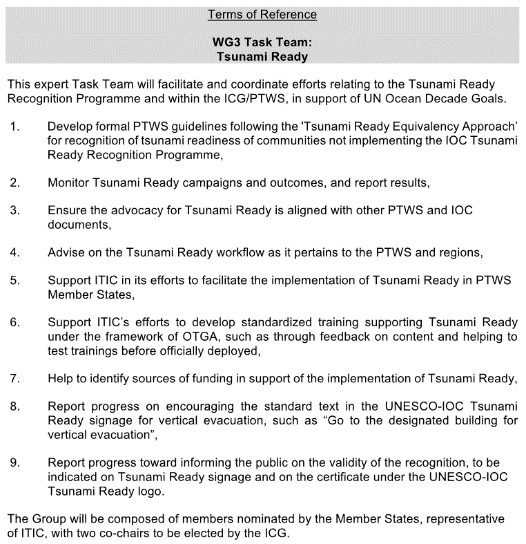 Terms of Reference
WG3 Task Team:
Tsunami Ready
This expert Task Team will facilitate and coordinate efforts relating to the Tsunami Ready
Recognition Programme and within the ICG/PTWS, in support of UN Ocean Decade Goals.
1. Develop formal PTWS guidelines following the 'Tsunami Ready Equivalency Approach'
for recognition of tsunami readiness of communities not implementing the IOC Tsunami
Ready Recognition Programme,
2. Monitor Tsunami Ready campaigns and outcomes, and report results,
3. Ensure the advocacy for Tsunami Ready is aligned with other PTWS and IOC
documents,
4. Advise on the Tsunami Ready workflow as it pertains to the PTWS and regions,
5. Support ITIC in its efforts to facilitate the implementation of Tsunami Ready in PTWS
Member States,
6. Support ITIC's efforts to develop standardized training supporting Tsunami Ready
under the framework of OTGA, such as through feedback on content and helping to
test trainings before officially deployed,
7. Help to identify sources of funding in support of the implementation of Tsunami Ready,
8. Report progress on encouraging the standard text in the UNESCO-IOC Tsunami
Ready signage for vertical evacuation, such as “Go to the designated building for
vertical evacuation”,
9. Report progress toward informing the public on the validity of the recognition, to be
indicated on Tsunami Ready signage and on the certificate under the UNESCO-IOC
Tsunami Ready logo.
The Group will be composed of members nominated by the Member States, representative
of ITIC, with two co-chairs to be elected by the ICG.